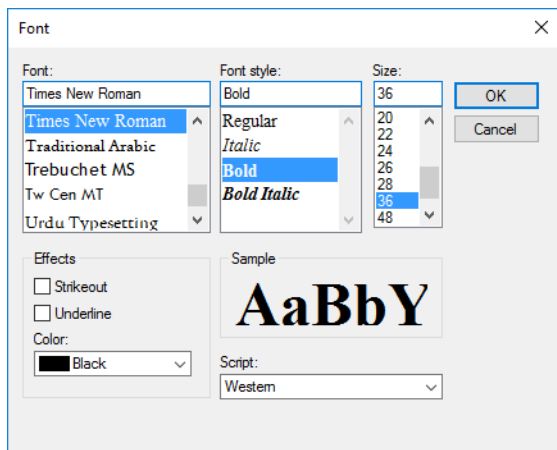 Font
Font:
Times New Roman
Times New Roman
Traditional Arabic
Trebuchet MS
Tw Cen MT
Urdu Typesetting
Font style:
Bold
Regular
Italic
Bold
Bold Italic
Size:
36
20
22
24
26
28
36
48
OK
Cancel
Effects
Strikeout
Underline
Color:
Black
Sample
AaBbY
Script:
Western